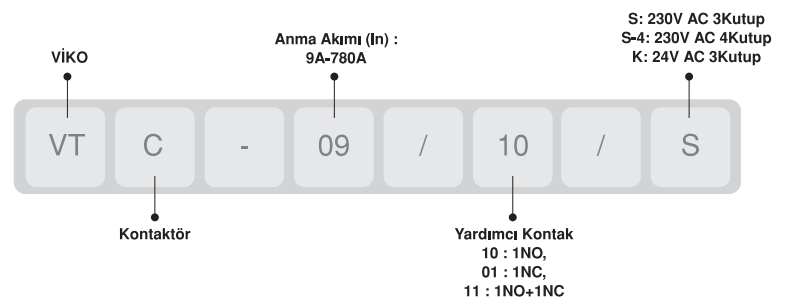 S: 230V AC 3Kutup
S-4: 230V AC 4Kutup
K: 24V AC 3Kutup
Anma Akımı (In) :
9A-780A
VİKO
VT C - 09 / 10 / S
Kontaktör
Yardımcı Kontak
10 : 1NO,
01 : 1NC,
11 : 1NO+1NC